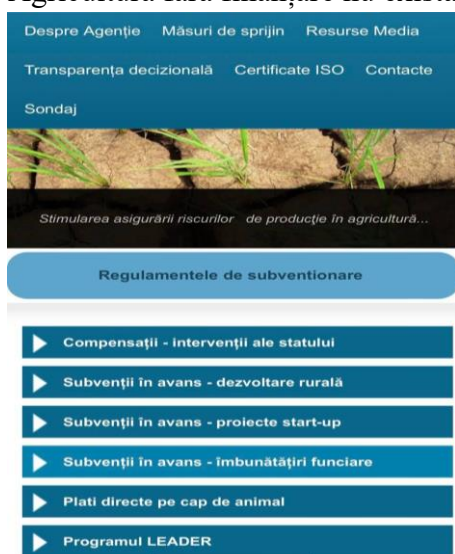 Despre Agenție Măsuri de sprijin Resurse Media
Transparența decizională Certificate ISO Contacte
Sondaj
Stimularea asigurării riscurilor de producție în agricultură...
Regulamentele de subventionare
Compensații - intervenții ale statului
Subvenții în avans - dezvoltare rurală
Subvenții în avans - proiecte start-up
Subvenții în avans - îmbunătățiri funciare
Plati directe pe cap de animal
Programul LEADER